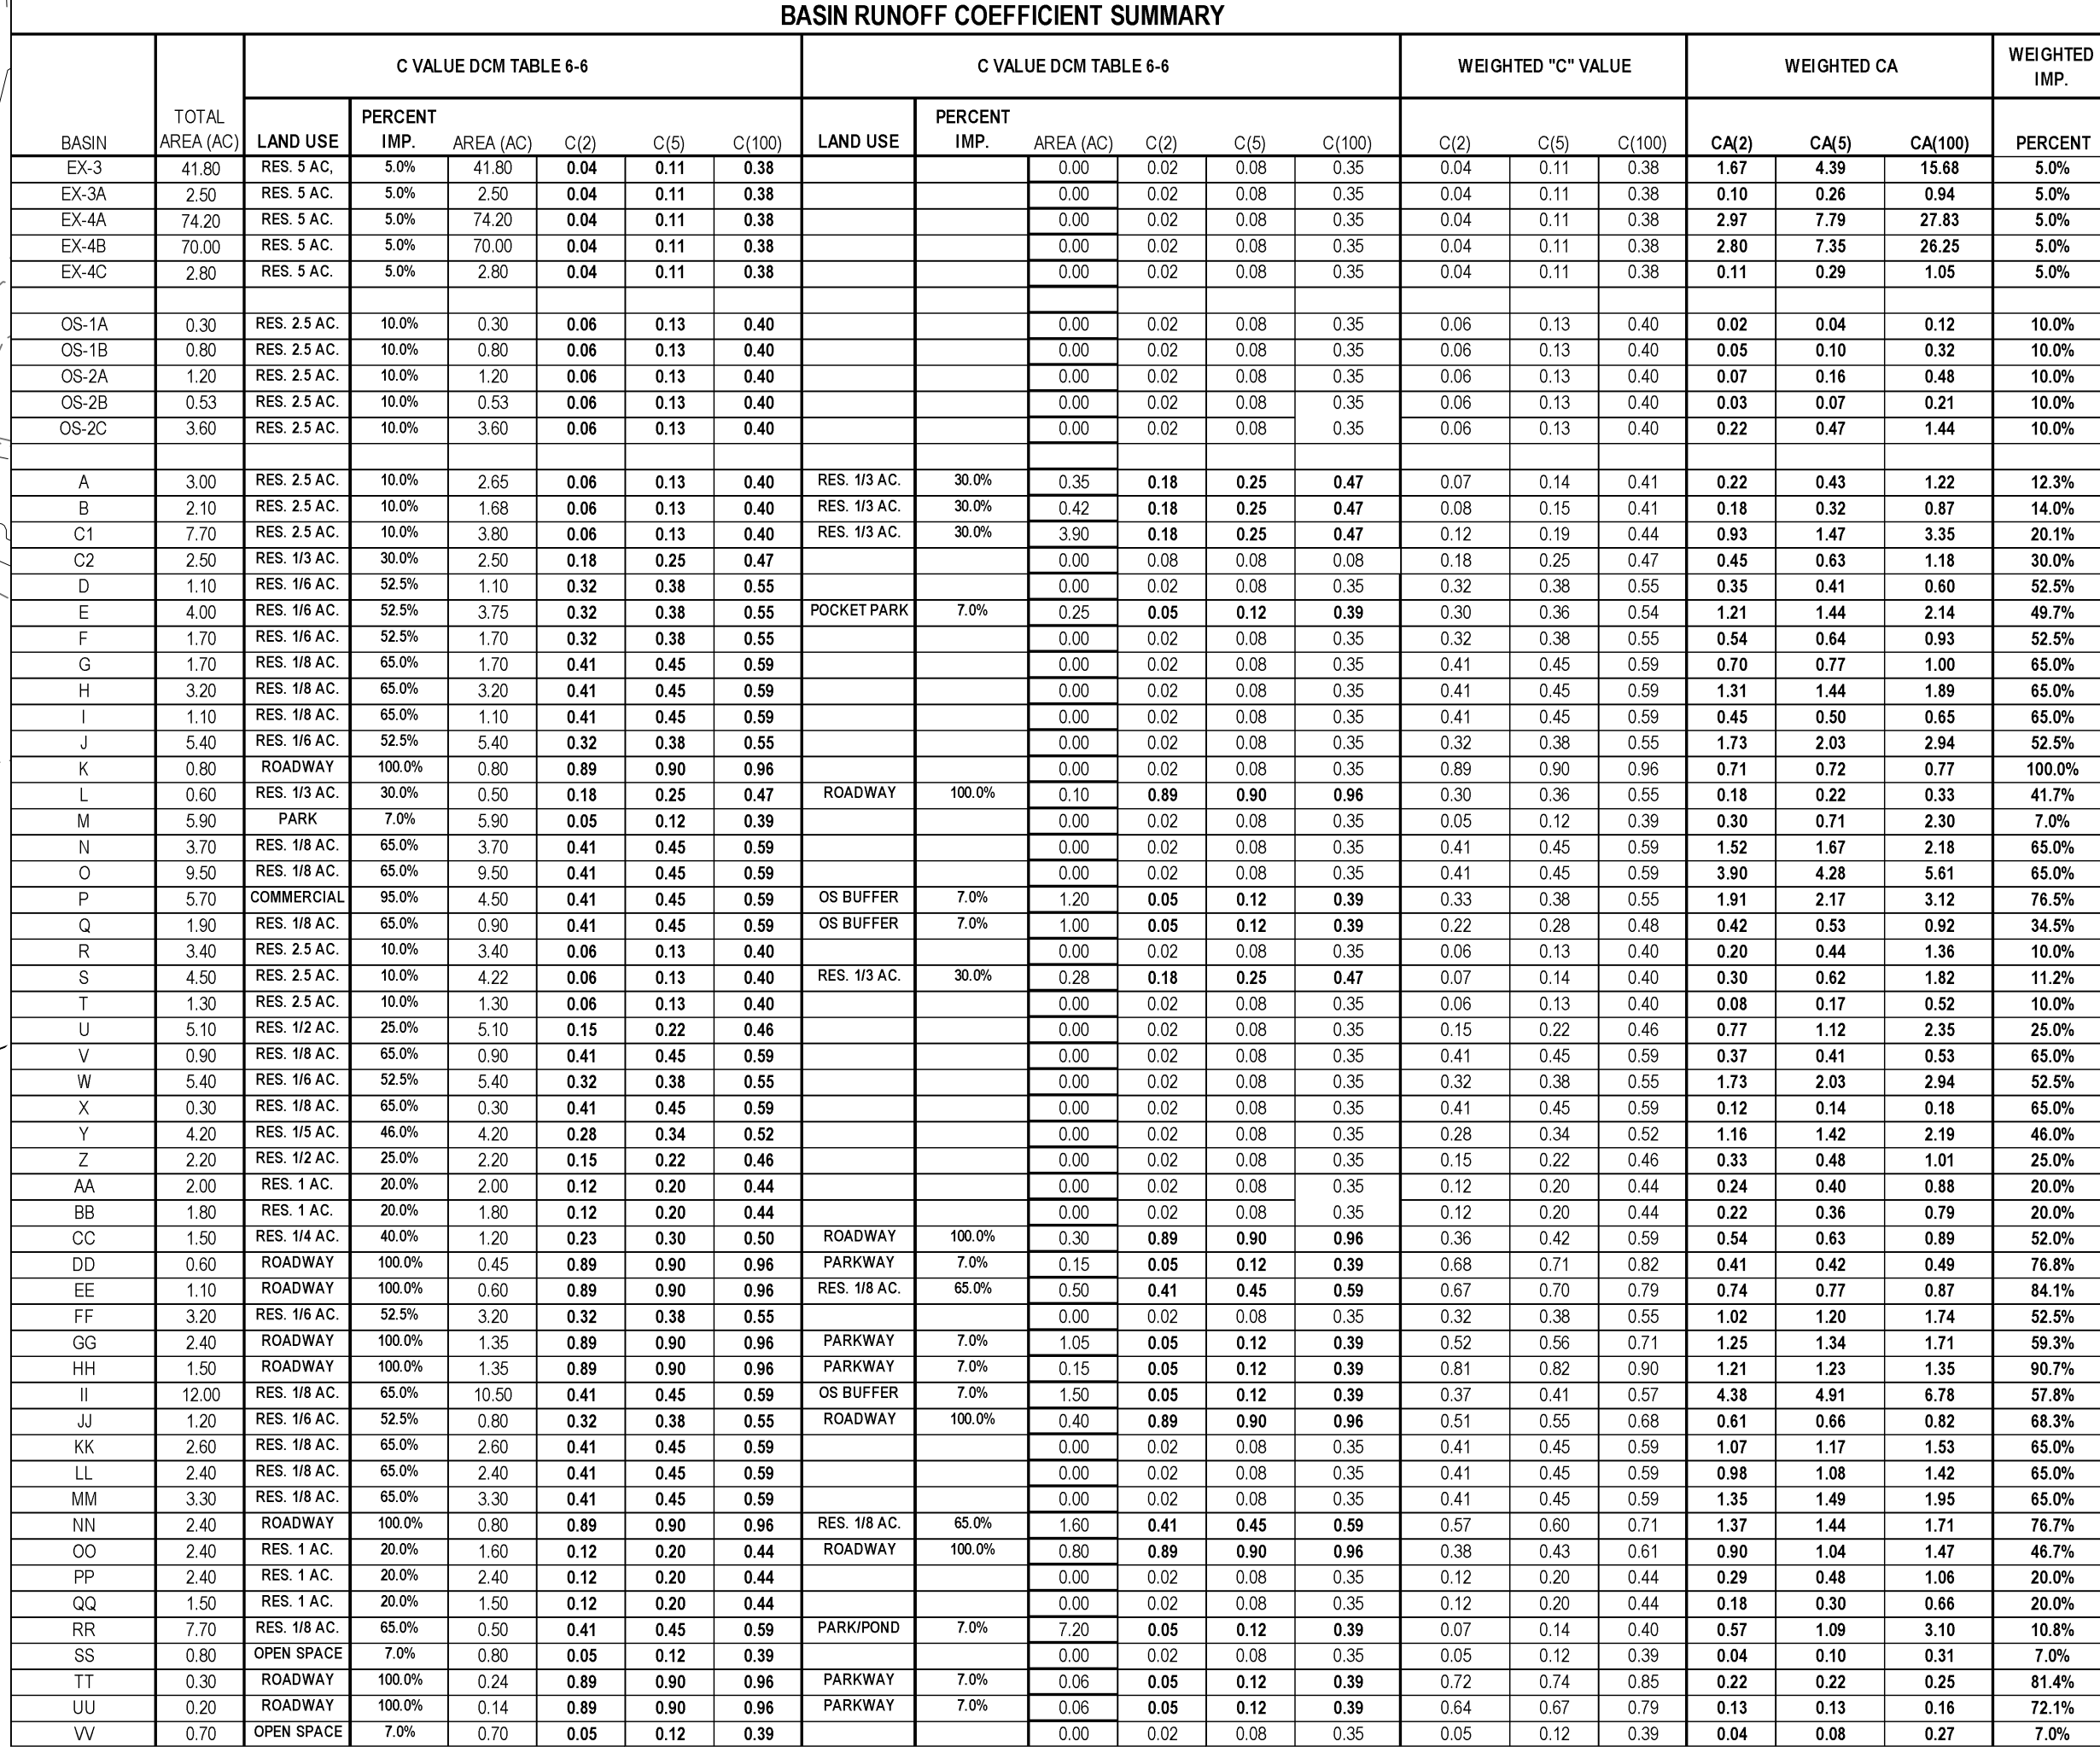 BASIN RUNOFF COEFFICIENT SUMMARY
C VALUE DCM TABLE 6-6 C VALUE DCM TABLE 6-6 WEIGHTED "C" VALUE WEIGHTED CA WEIGHTED IMP.
BASIN TOTAL AREA (AC) LAND USE PERCENT IMP. AREA (AC) C(2) C(5) C(100) LAND USE PERCENT IMP. AREA (AC) C(2) C(5) C(100) C(2) C(5) C(100) CA(2) CA(5) CA(100) PERCENT
EX-3 41.80 RES. 5 AC, 5.0% 41.80 0.04 0.11 0.38 0.00 0.02 0.08 0.35 0.04 0.11 0.38 1.67 4.39 15.68 5.0%
EX-3A 2.50 RES. 5 AC. 5.0% 2.50 0.04 0.11 0.38 0.00 0.02 0.08 0.35 0.04 0.11 0.38 0.10 0.26 0.94 5.0%
EX-4A 74.20 RES. 5 AC. 5.0% 74.20 0.04 0.11 0.38 0.00 0.02 0.08 0.35 0.04 0.11 0.38 2.97 7.79 27.83 5.0%
EX-4B 70.00 RES. 5 AC. 5.0% 70.00 0.04 0.11 0.38 0.00 0.02 0.08 0.35 0.04 0.11 0.38 2.80 7.35 26.25 5.0%
EX-4C 2.80 RES. 5 AC. 5.0% 2.80 0.04 0.11 0.38 0.00 0.02 0.08 0.35 0.04 0.11 0.38 0.11 0.29 1.05 5.0%
OS-1A 0.30 RES. 2.5 AC. 10.0% 0.30 0.06 0.13 0.40 0.00 0.02 0.08 0.35 0.06 0.13 0.40 0.02 0.04 0.12 10.0%
OS-1B 0.80 RES. 2.5 AC. 10.0% 0.80 0.06 0.13 0.40 0.00 0.02 0.08 0.35 0.06 0.13 0.40 0.05 0.10 0.32 10.0%
OS-2A 1.20 RES. 2.5 AC. 10.0% 1.20 0.06 0.13 0.40 0.00 0.02 0.08 0.35 0.06 0.13 0.40 0.07 0.16 0.48 10.0%
OS-2B 0.53 RES. 2.5 AC. 10.0% 0.53 0.06 0.13 0.40 0.00 0.02 0.08 0.35 0.06 0.13 0.40 0.03 0.07 0.21 10.0%
OS-2C 3.60 RES. 2.5 AC. 10.0% 3.60 0.06 0.13 0.40 0.00 0.02 0.08 0.35 0.06 0.13 0.40 0.22 0.47 1.44 10.0%
A 3.00 RES. 2.5 AC. 10.0% 2.65 0.06 0.13 0.40 RES. 1/3 AC. 30.0% 0.35 0.18 0.25 0.47 0.07 0.14 0.41 0.22 0.43 1.22 12.3%
B 2.10 RES. 2.5 AC. 10.0% 1.68 0.06 0.13 0.40 RES. 1/3 AC. 30.0% 0.42 0.18 0.25 0.47 0.08 0.15 0.41 0.18 0.32 0.87 14.0%
C1 7.70 RES. 2.5 AC. 10.0% 3.80 0.06 0.13 0.40 RES. 1/3 AC. 30.0% 3.90 0.18 0.25 0.47 0.12 0.19 0.44 0.93 1.47 3.35 20.1%
C2 2.50 RES. 1/3 AC. 30.0% 2.50 0.18 0.25 0.47 0.00 0.08 0.08 0.08 0.18 0.25 0.47 0.45 0.63 1.18 30.0%
D 1.10 RES. 1/6 AC. 52.5% 1.10 0.32 0.38 0.55 0.00 0.02 0.08 0.35 0.32 0.38 0.55 0.35 0.41 0.60 52.5%
E 4.00 RES. 1/6 AC. 52.5% 3.75 0.32 0.38 0.55 POCKET PARK 7.0% 0.25 0.05 0.12 0.39 0.30 0.36 0.54 1.21 1.44 2.14 49.7%
F 1.70 RES. 1/6 AC. 52.5% 1.70 0.32 0.38 0.55 0.00 0.02 0.08 0.35 0.32 0.38 0.55 0.54 0.64 0.93 52.5%
G 1.70 RES. 1/8 AC. 65.0% 1.70 0.41 0.45 0.59 0.00 0.02 0.08 0.35 0.41 0.45 0.59 0.70 0.77 1.00 65.0%
H 3.20 RES. 1/8 AC. 65.0% 3.20 0.41 0.45 0.59 0.00 0.02 0.08 0.35 0.41 0.45 0.59 1.31 1.44 1.89 65.0%
I 1.10 RES. 1/8 AC. 65.0% 1.10 0.41 0.45 0.59 0.00 0.02 0.08 0.35 0.41 0.45 0.59 0.45 0.50 0.65 65.0%
J 5.40 RES. 1/6 AC. 52.5% 5.40 0.32 0.38 0.55 0.00 0.02 0.08 0.35 0.32 0.38 0.55 1.73 2.03 2.94 52.5%
K 0.80 ROADWAY 100.0% 0.80 0.89 0.90 0.96 0.00 0.02 0.08 0.35 0.89 0.90 0.96 0.71 0.72 0.77 100.0%
L 0.60 RES. 1/3 AC. 30.0% 0.50 0.18 0.25 0.47 ROADWAY 100.0% 0.10 0.89 0.90 0.96 0.30 0.36 0.55 0.18 0.22 0.33 41.7%
M 5.90 PARK 7.0% 5.90 0.05 0.12 0.39 0.00 0.02 0.08 0.35 0.05 0.12 0.39 0.30 0.71 2.30 7.0%
N 3.70 RES. 1/8 AC. 65.0% 3.70 0.41 0.45 0.59 0.00 0.02 0.08 0.35 0.41 0.45 0.59 1.52 1.67 2.18 65.0%
O 9.50 RES. 1/8 AC. 65.0% 9.50 0.41 0.45 0.59 0.00 0.02 0.08 0.35 0.41 0.45 0.59 3.90 4.28 5.61 65.0%
P 5.70 COMMERCIAL 95.0% 4.50 0.41 0.45 0.59 OS BUFFER 7.0% 1.20 0.05 0.12 0.39 0.33 0.38 0.55 1.91 2.17 3.12 76.5%
Q 1.90 RES. 1/8 AC. 65.0% 0.90 0.41 0.45 0.59 OS BUFFER 7.0% 1.00 0.05 0.12 0.39 0.22 0.28 0.48 0.42 0.53 0.92 34.5%
R 3.40 RES. 2.5 AC. 10.0% 3.40 0.06 0.13 0.40 0.00 0.02 0.08 0.35 0.06 0.13 0.40 0.20 0.44 1.36 10.0%
S 4.50 RES. 2.5 AC. 10.0% 4.22 0.06 0.13 0.40 RES. 1/3 AC. 30.0% 0.28 0.18 0.25 0.47 0.07 0.14 0.40 0.30 0.62 1.82 11.2%
T 1.30 RES. 2.5 AC. 10.0% 1.30 0.06 0.13 0.40 0.00 0.02 0.08 0.35 0.06 0.13 0.40 0.08 0.17 0.52 10.0%
U 5.10 RES. 1/2 AC. 25.0% 5.10 0.15 0.22 0.46 0.00 0.02 0.08 0.35 0.15 0.22 0.46 0.77 1.12 2.35 25.0%
V 0.90 RES. 1/8 AC. 65.0% 0.90 0.41 0.45 0.59 0.00 0.02 0.08 0.35 0.41 0.45 0.59 0.37 0.41 0.53 65.0%
W 5.40 RES. 1/6 AC. 52.5% 5.40 0.32 0.38 0.55 0.00 0.02 0.08 0.35 0.32 0.38 0.55 1.73 2.03 2.94 52.5%
X 0.30 RES. 1/8 AC. 65.0% 0.30 0.41 0.45 0.59 0.00 0.02 0.08 0.35 0.41 0.45 0.59 0.12 0.14 0.18 65.0%
Y 4.20 RES. 1/5 AC. 46.0% 4.20 0.28 0.34 0.52 0.00 0.02 0.08 0.35 0.28 0.34 0.52 1.16 1.42 2.19 46.0%
Z 2.20 RES. 1/2 AC. 25.0% 2.20 0.15 0.22 0.46 0.00 0.02 0.08 0.35 0.15 0.22 0.46 0.33 0.48 1.01 25.0%
AA 2.00 RES. 1 AC. 20.0% 2.00 0.12 0.20 0.44 0.00 0.02 0.08 0.35 0.12 0.20 0.44 0.24 0.40 0.88 20.0%
BB 1.80 RES. 1 AC. 20.0% 1.80 0.12 0.20 0.44 0.00 0.02 0.08 0.35 0.12 0.20 0.44 0.22 0.36 0.79 20.0%
CC 1.50 RES. 1/4 AC. 40.0% 1.20 0.23 0.30 0.50 ROADWAY 100.0% 0.30 0.89 0.90 0.96 0.36 0.42 0.59 0.54 0.63 0.89 52.0%
DD 0.60 ROADWAY 100.0% 0.45 0.89 0.90 0.96 PARKWAY 7.0% 0.15 0.05 0.12 0.39 0.68 0.71 0.82 0.41 0.42 0.49 76.8%
EE 1.10 ROADWAY 100.0% 0.60 0.89 0.90 0.96 RES. 1/8 AC. 65.0% 0.50 0.41 0.45 0.59 0.67 0.70 0.79 0.74 0.77 0.87 84.1%
FF 3.20 RES. 1/6 AC. 52.5% 3.20 0.32 0.38 0.55 0.00 0.02 0.08 0.35 0.32 0.38 0.55 1.02 1.20 1.74 52.5%
GG 2.40 ROADWAY 100.0% 1.35 0.89 0.90 0.96 PARKWAY 7.0% 1.05 0.05 0.12 0.39 0.52 0.56 0.71 1.25 1.34 1.71 59.3%
HH 1.50 ROADWAY 100.0% 1.35 0.89 0.90 0.96 PARKWAY 7.0% 0.15 0.05 0.12 0.39 0.81 0.82 0.90 1.21 1.23 1.35 90.7%
II 12.00 RES. 1/8 AC. 65.0% 10.50 0.41 0.45 0.59 OS BUFFER 7.0% 1.50 0.05 0.12 0.39 0.37 0.41 0.57 4.38 4.91 6.78 57.8%
JJ 1.20 RES. 1/6 AC. 52.5% 0.80 0.32 0.38 0.55 ROADWAY 100.0% 0.40 0.89 0.90 0.96 0.51 0.55 0.68 0.61 0.66 0.82 68.3%
KK 2.60 RES. 1/8 AC. 65.0% 2.60 0.41 0.45 0.59 0.00 0.02 0.08 0.35 0.41 0.45 0.59 1.07 1.17 1.53 65.0%
LL 2.40 RES. 1/8 AC. 65.0% 2.40 0.41 0.45 0.59 0.00 0.02 0.08 0.35 0.41 0.45 0.59 0.98 1.08 1.42 65.0%
MM 3.30 RES. 1/8 AC. 65.0% 3.30 0.41 0.45 0.59 0.00 0.02 0.08 0.35 0.41 0.45 0.59 1.35 1.49 1.95 65.0%
NN 2.40 ROADWAY 100.0% 0.80 0.89 0.90 0.96 RES. 1/8 AC. 65.0% 1.60 0.41 0.45 0.59 0.57 0.60 0.71 1.37 1.44 1.71 76.7%
OO 2.40 RES. 1 AC. 20.0% 1.60 0.12 0.20 0.44 ROADWAY 100.0% 0.80 0.89 0.90 0.96 0.38 0.43 0.61 0.90 1.04 1.47 46.7%
PP 2.40 RES. 1 AC. 20.0% 2.40 0.12 0.20 0.44 0.00 0.02 0.08 0.35 0.12 0.20 0.44 0.29 0.48 1.06 20.0%
QQ 1.50 RES. 1 AC. 20.0% 1.50 0.12 0.20 0.44 0.00 0.02 0.08 0.35 0.12 0.20 0.44 0.18 0.30 0.66 20.0%
RR 7.70 RES. 1/8 AC. 65.0% 0.50 0.41 0.45 0.59 PARK/POND 7.0% 7.20 0.05 0.12 0.39 0.07 0.14 0.40 0.57 1.09 3.10 10.8%
SS 0.80 OPEN SPACE 7.0% 0.80 0.05 0.12 0.39 0.00 0.02 0.08 0.35 0.05 0.12 0.39 0.04 0.10 0.31 7.0%
TT 0.30 ROADWAY 100.0% 0.24 0.89 0.90 0.96 PARKWAY 7.0% 0.06 0.05 0.12 0.39 0.72 0.74 0.85 0.22 0.22 0.25 81.4%
UU 0.20 ROADWAY 100.0% 0.14 0.89 0.90 0.96 PARKWAY 7.0% 0.06 0.05 0.12 0.39 0.64 0.67 0.79 0.13 0.13 0.16 72.1%
VV 0.70 OPEN SPACE 7.0% 0.70 0.05 0.12 0.39 0.00 0.02 0.08 0.35 0.05 0.12 0.39 0.04 0.08 0.27 7.0%